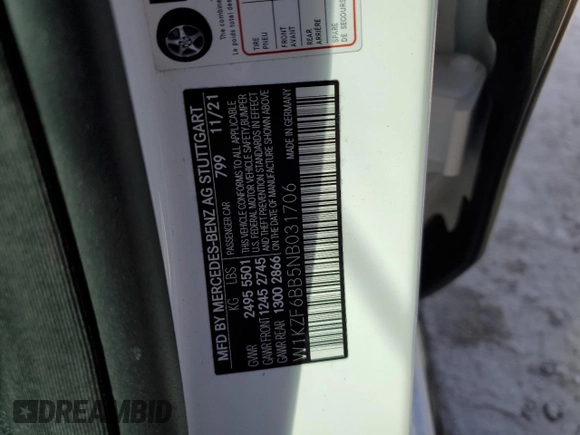 TIRE
PNEU
FRONT
AVANT
REAR
ARRIÈRE
SPARE
DE SECOURS
MFD BY MERCEDES-BENZ AG STUTTGART
PASSENGER CAR 799 11/21
KG LBS
GVWR 2495 5501
GAWR FRONT 1245 2745
GAWR REAR 1300 2866
THIS VEHICLE CONFORMS TO ALL APPLICABLE
U.S. FEDERAL MOTOR VEHICLE SAFETY, BUMPER
AND THEFT PREVENTION STANDARDS IN EFFECT
ON THE DATE OF MANUFACTURE SHOWN ABOVE
W1KZF6BB5NB031706 MADE IN GERMANY
DREAMBID